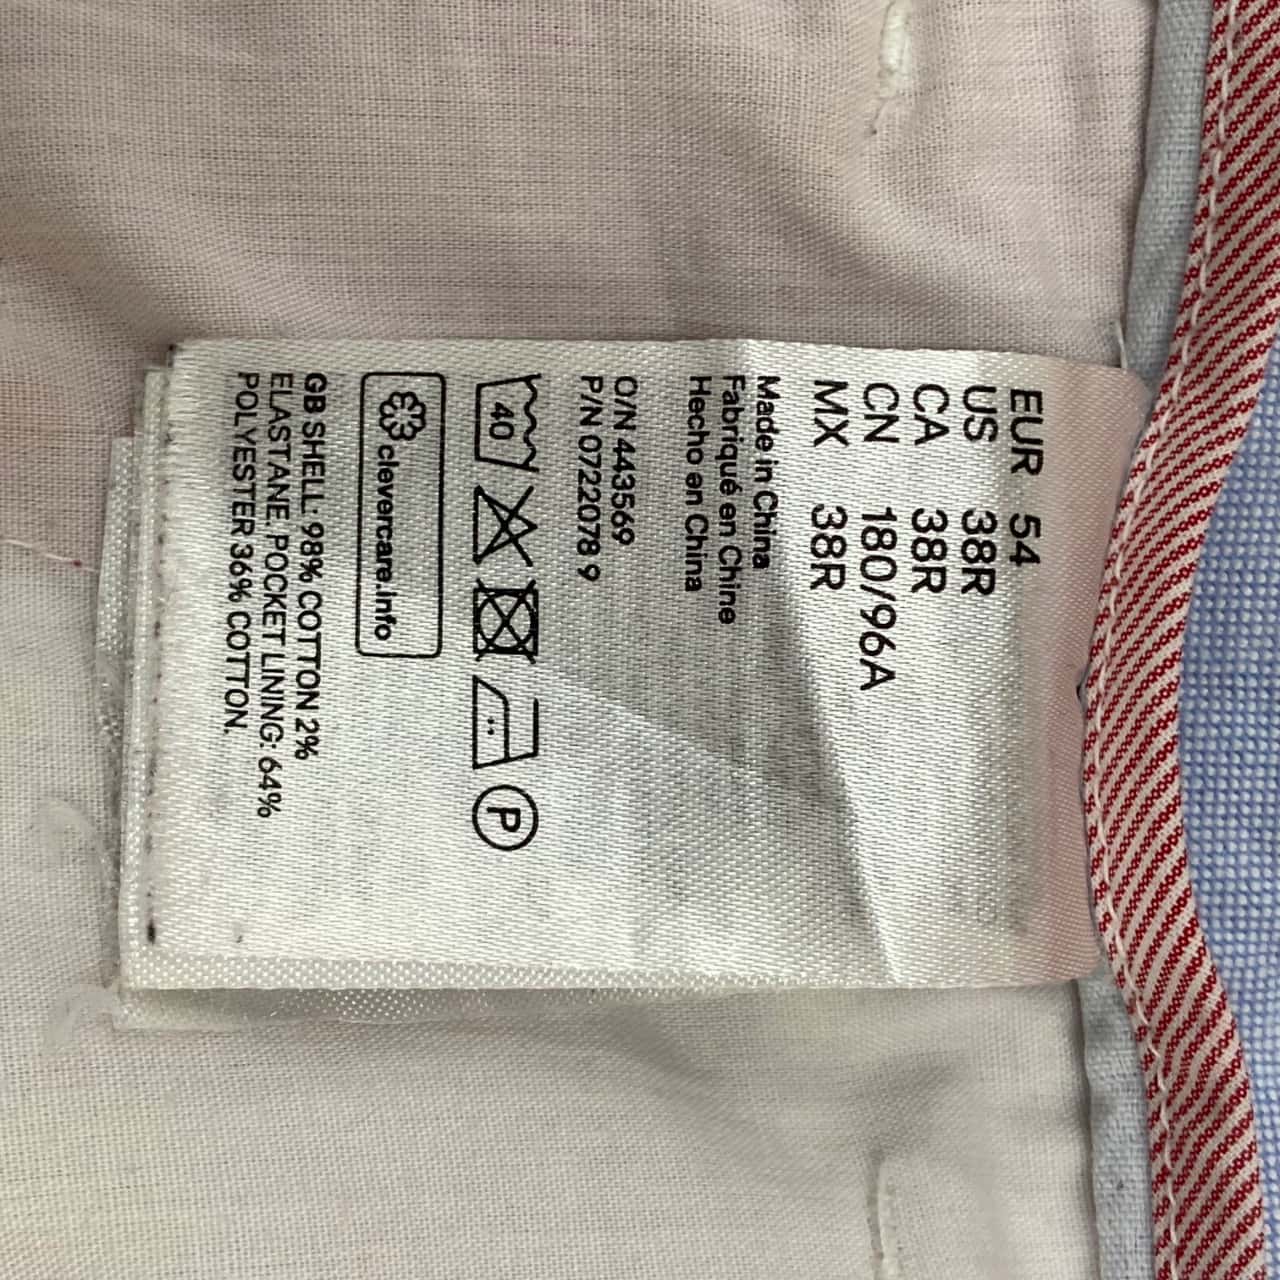 EUR 54
US 38R
CA 38R
CN 180/96A
MX 38R
Made in China
Fabriqué en Chine
Hecho en China
O/N 443569
P/N 0722078 9
40
P
clevercare.info
GB SHELL: 98% COTTON 2%
ELASTANE. POCKET LINING: 64%
POLYESTER 36% COTTON.